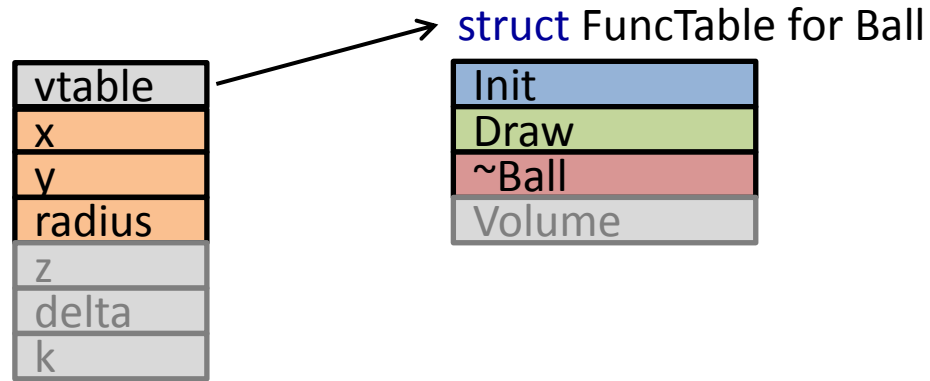 struct FuncTable for Ball
vtable
x
y
radius
z
delta
k
Init
Draw
~Ball
Volume